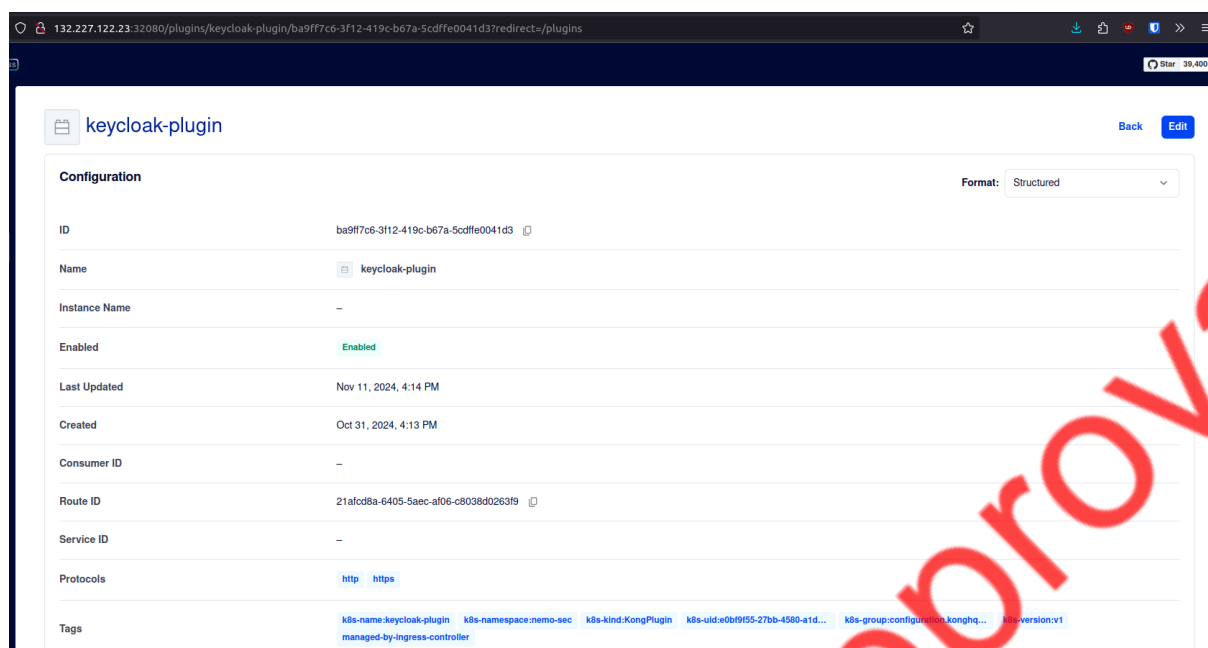 132.227.122.23:32080/plugins/keycloak-plugin/ba9ff7c6-3f12-419c-b67a-5cdffe0041d3?redirect=/plugins
Star 39,400
keycloak-plugin
Back Edit
Configuration
Format: Structured
ID ba9ff7c6-3f12-419c-b67a-5cdffe0041d3
Name keycloak-plugin
Instance Name –
Enabled Enabled
Last Updated Nov 11, 2024, 4:14 PM
Created Oct 31, 2024, 4:13 PM
Consumer ID –
Route ID 21afcd8a-6405-5aec-af06-c8038d0263f9
Service ID –
Protocols http https
Tags k8s-name:keycloak-plugin k8s-namespace:nemo-sec k8s-kind:KongPlugin k8s-uid:e0bf9f55-27bb-4580-a1d... k8s-group:configuration.konghq... k8s-version:v1
managed-by-ingress-controller